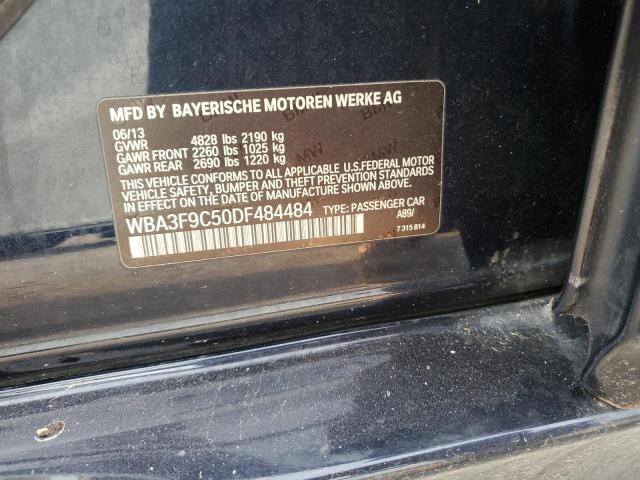 MFD BY BAYERISCHE MOTOREN WERKE AG
06/13
GVWR 4828 lbs 2190 kg
GAWR FRONT 2260 lbs 1025 kg
GAWR REAR 2690 lbs 1220 kg
THIS VEHICLE CONFORMS TO ALL APPLICABLE U.S.FEDERAL MOTOR
VEHICLE SAFETY, BUMPER AND THEFT PREVENTION STANDARDS
IN EFFECT ON THE DATE OF MANUFACTURE SHOWN ABOVE.
WBA3F9C50DF484484 TYPE: PASSENGER CAR
A89/
7 315 814